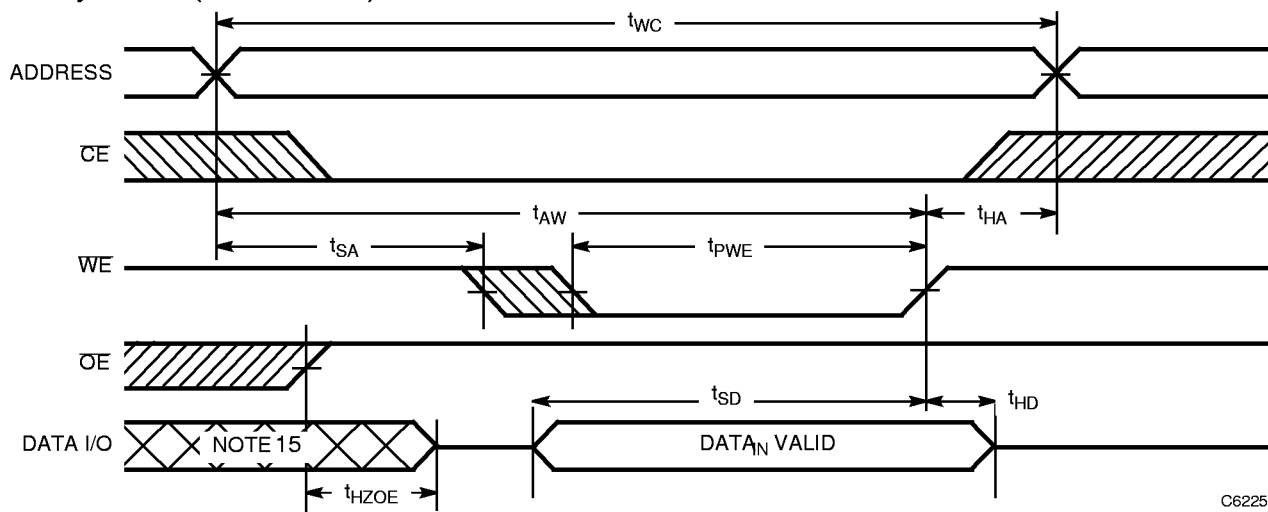 tWC
ADDRESS
CE
tAW
tHA
tSA
tPWE
WE
OE
tSD
tHD
DATA I/O
NOTE 15
DATAIN VALID
tHZOE
C6225